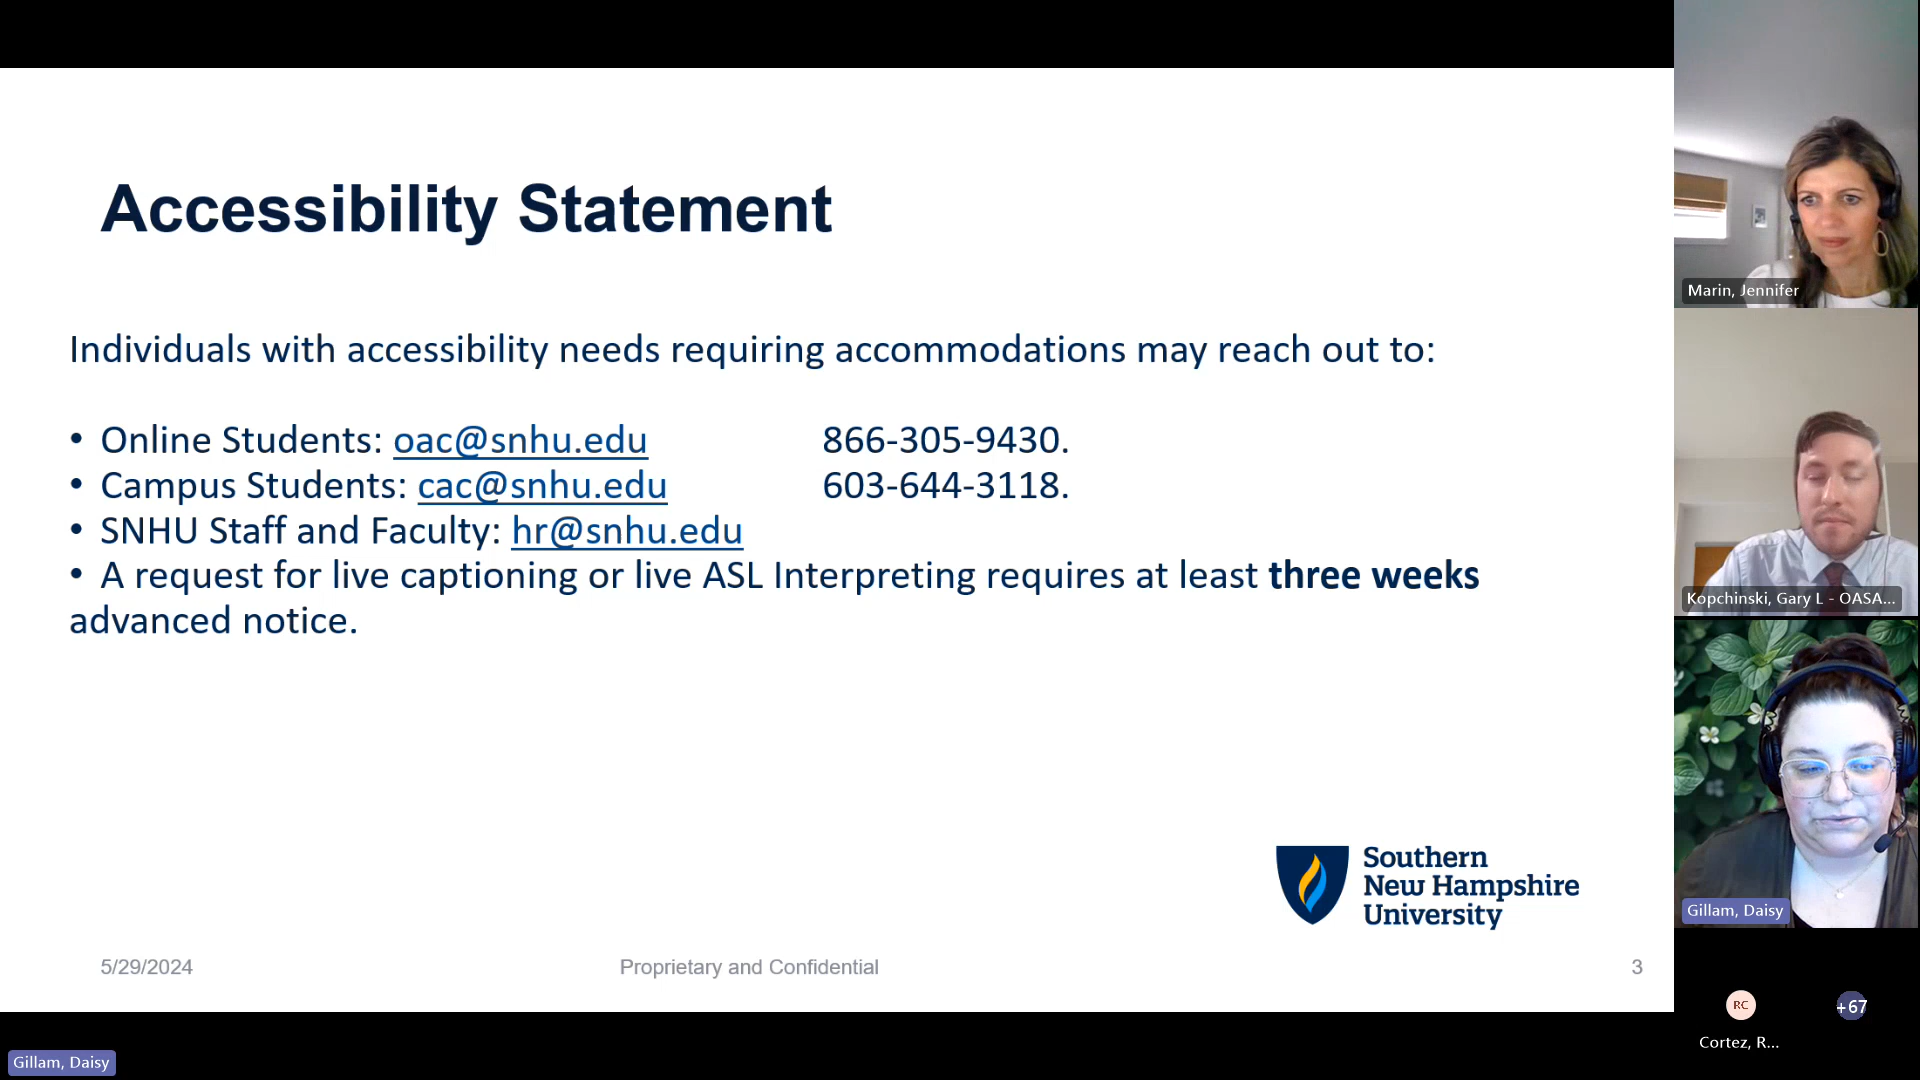 Accessibility Statement
Individuals with accessibility needs requiring accommodations may reach out to:
• Online Students: oac@snhu.edu 866-305-9430.
• Campus Students: cac@snhu.edu 603-644-3118.
• SNHU Staff and Faculty: hr@snhu.edu
• A request for live captioning or live ASL Interpreting requires at least three weeks
advanced notice.
Southern
New Hampshire
University
5/29/2024 Proprietary and Confidential 3
Marin, Jennifer
Kopchinski, Gary L - OASA...
Gillam, Daisy
RC
+67
Cortez, R...
Gillam, Daisy